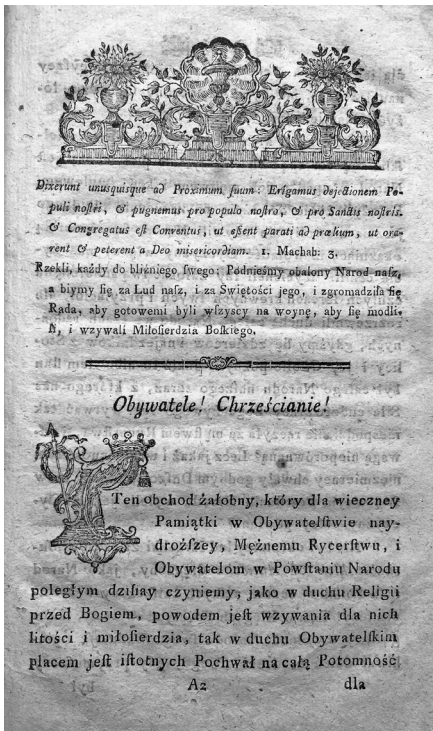 Dixerunt unusquisque ad Proximum ſuum: Erigamus dejectionem Po-
puli noſtri, & pugnemus pro populo noſtro, & pro Sanctis noſtris.
& Congregatus eſt Conventus, ut eſſent parati ad prælium, ut ora-
rent & peterent a Deo miſericordiam. 1. Machab: 3.
Rzekli, każdy do bliźniego ſwego: Podnieśmy obalony Narod naſz,
a biymy ſię za Lud naſz, i za Swiętości jego, i zgromadziła ſię
Rada, aby gotowemi byli wſzyscy na woynę, aby ſię modli-
li, i wzywali Miłoſierdzia Boſkiego.
Obywatele! Chrześcianie!
Ten obchod żałobny, który dla wieczney
Pamiątki w Obywatelſtwie nay-
droźſzey, Mężnemu Rycerſtwu, i
Obywatelom w Powſtaniu Narodu
poległym dziſiay czyniemy, jako w duchu Religii
przed Bogiem, powodem jeſt wzywania dla nich
litości i miłoſierdzia, tak w duchu Obywatelſkim
placem jeſt iſtotnych Pochwał na całą Potomność
A2 dla